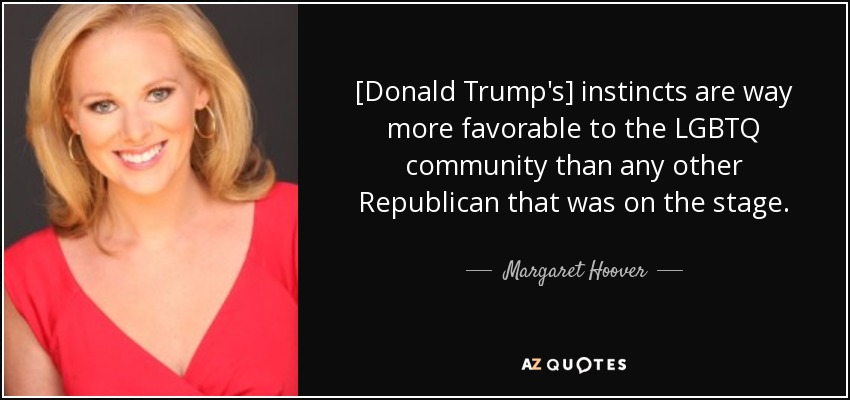 [Donald Trump's] instincts are way
more favorable to the LGBTQ
community than any other
Republican that was on the stage.
Margaret Hoover
AZ QUOTES